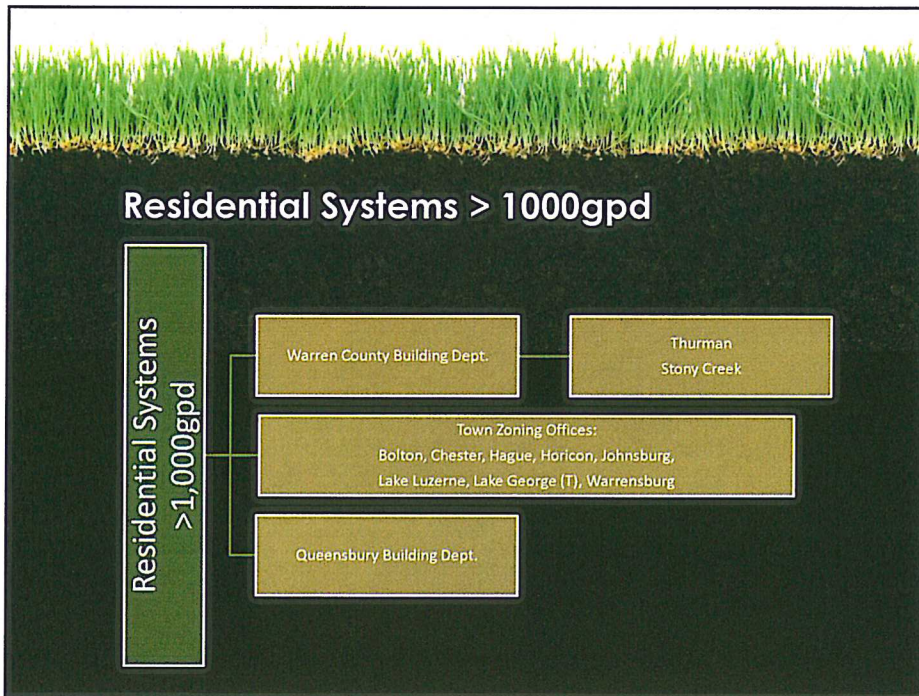 Residential Systems > 1000gpd
Residential Systems
>1,000gpd
Warren County Building Dept.
Thurman
Stony Creek
Town Zoning Offices:
Bolton, Chester, Hague, Horicon, Johnsburg,
Lake Luzerne, Lake George (T), Warrensburg
Queensbury Building Dept.